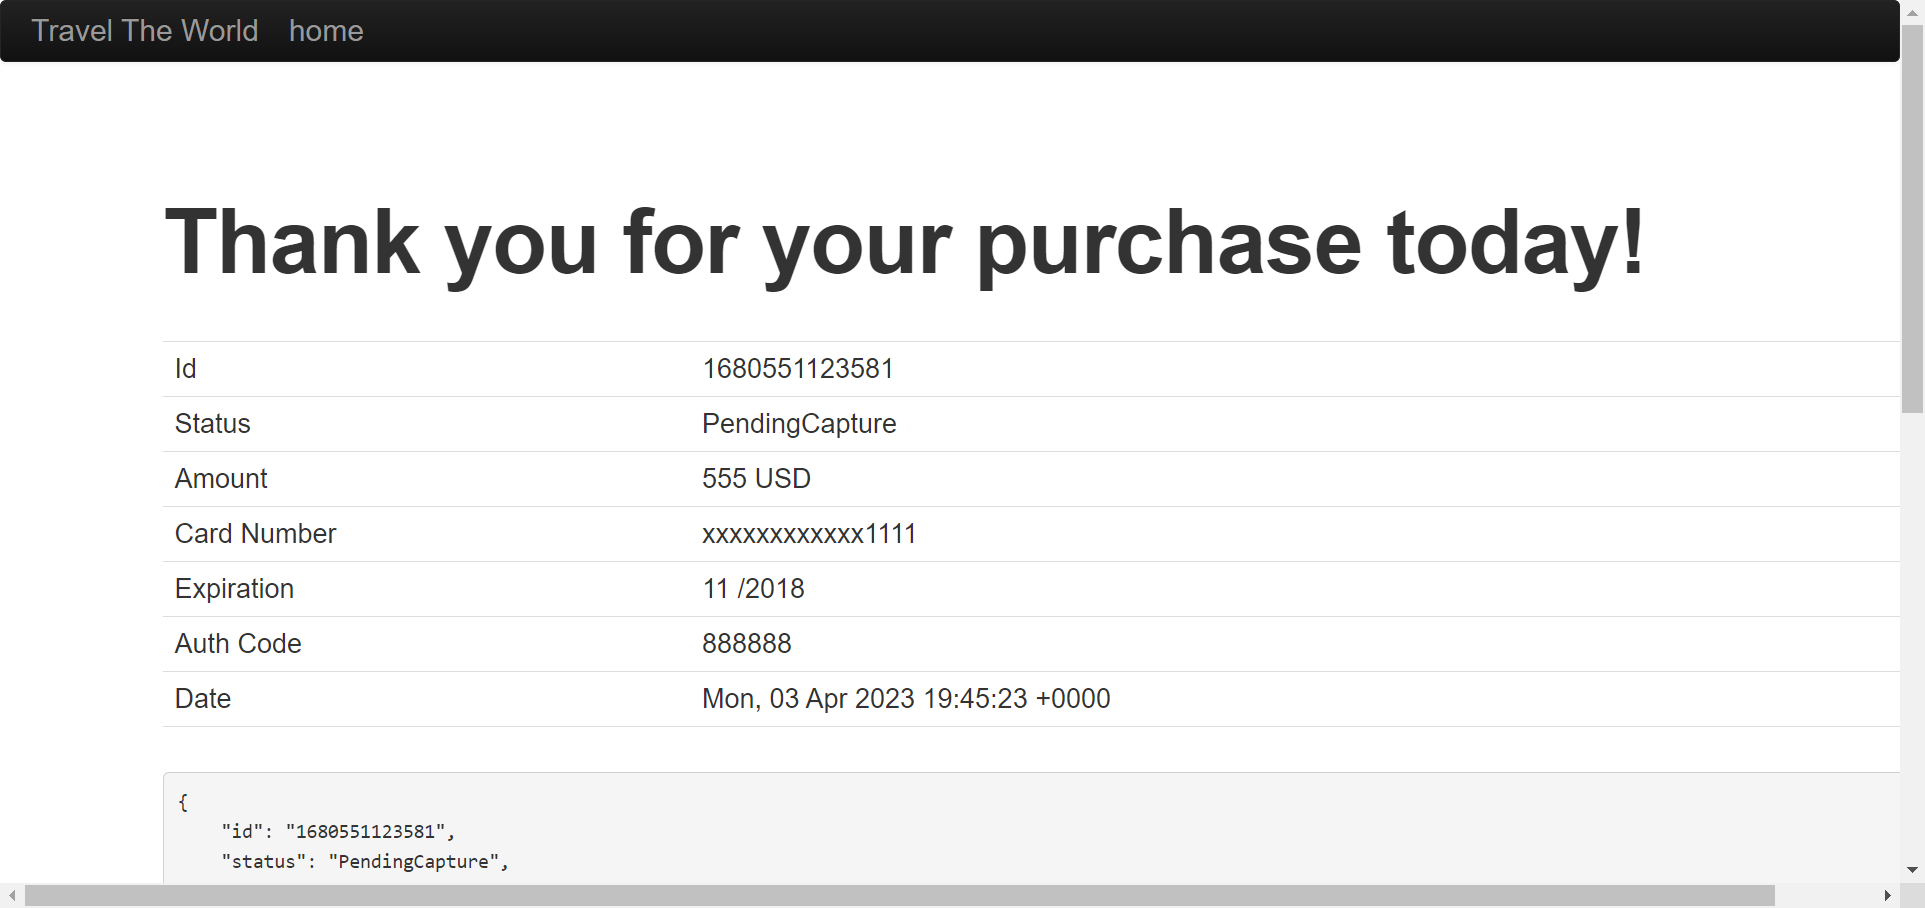 Travel The World home
Thank you for your purchase today!
Id 1680551123581
Status PendingCapture
Amount 555 USD
Card Number xxxxxxxxxxxx1111
Expiration 11 /2018
Auth Code 888888
Date Mon, 03 Apr 2023 19:45:23 +0000
{
"id": "1680551123581",
"status": "PendingCapture",